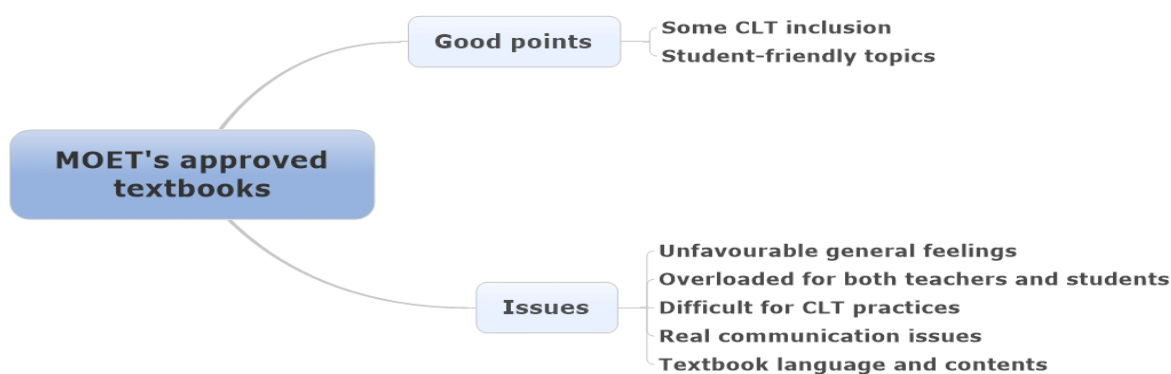 Good points
Some CLT inclusion
Student-friendly topics
MOET's approved
textbooks
Issues
Unfavourable general feelings
Overloaded for both teachers and students
Difficult for CLT practices
Real communication issues
Textbook language and contents